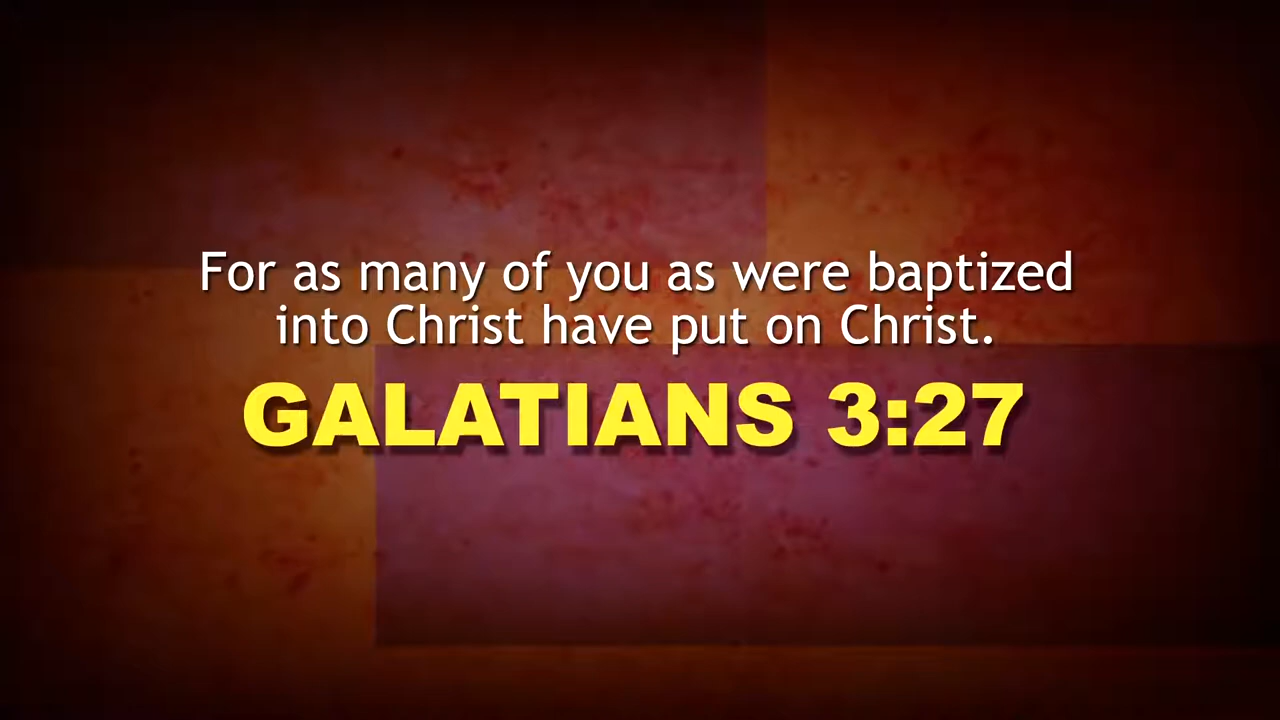 For as many of you as were baptized
into Christ have put on Christ.
GALATIANS 3:27